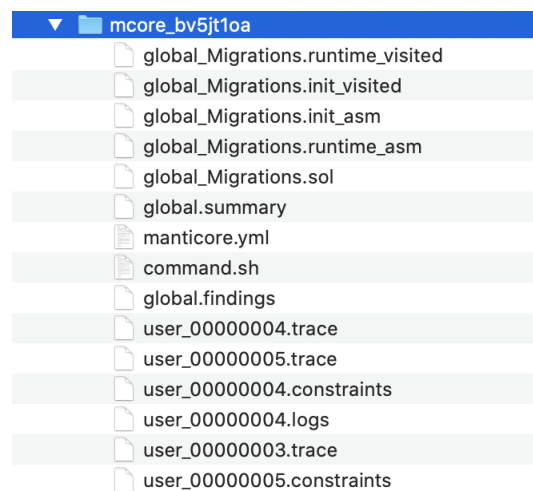 mcore_bv5jt1oa
global_Migrations.runtime_visited
global_Migrations.init_visited
global_Migrations.init_asm
global_Migrations.runtime_asm
global_Migrations.sol
global.summary
manticore.yml
command.sh
global.findings
user_00000004.trace
user_00000005.trace
user_00000004.constraints
user_00000004.logs
user_00000003.trace
user_00000005.constraints